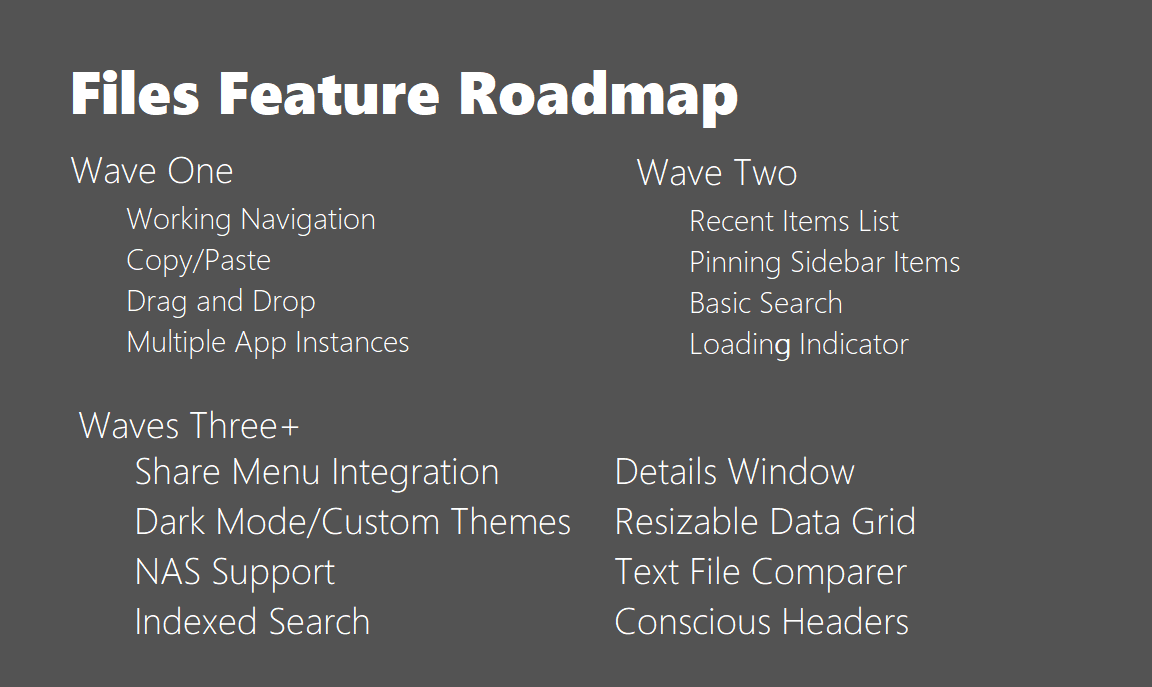 Files Feature Roadmap
Wave One
Working Navigation
Copy/Paste
Drag and Drop
Multiple App Instances
Wave Two
Recent Items List
Pinning Sidebar Items
Basic Search
Loading Indicator
Waves Three+
Share Menu Integration
Dark Mode/Custom Themes
NAS Support
Indexed Search
Details Window
Resizable Data Grid
Text File Comparer
Conscious Headers